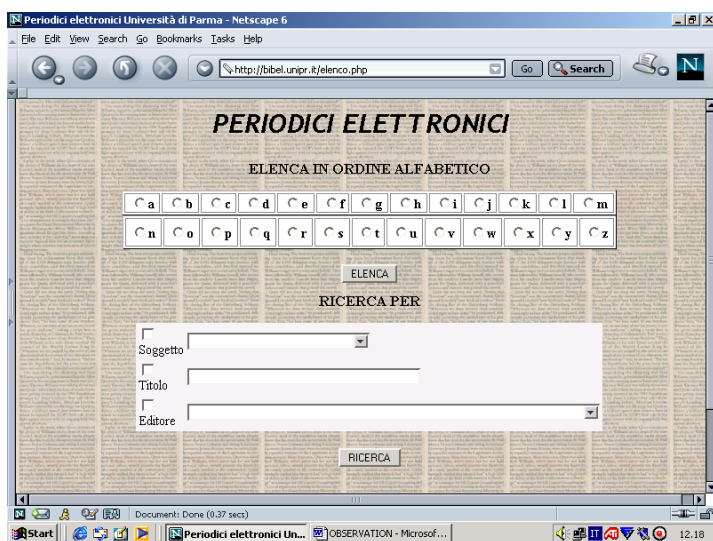 Periodici elettronici Università di Parma - Netscape 6
File Edit View Search Go Bookmarks Tasks Help
http://bibel.unipr.it/elenco.php Go Search N
PERIODICI ELETTRONICI
ELENCA IN ORDINE ALFABETICO
a b c d e f g h i j k l m
n o p q r s t u v w x y z
ELENCA
RICERCA PER
Soggetto
Titolo
Editore
RICERCA
Document: Done (0.37 secs)
Start Periodici elettronici Un... OBSERVATION - Microsof... 12.18